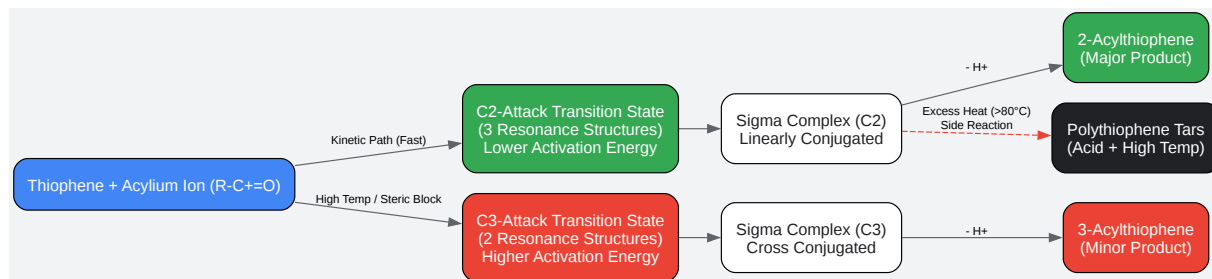 Thiophene + Acylium Ion (R-C+=O)
Kinetic Path (Fast)
High Temp / Steric Block
C2-Attack Transition State
(3 Resonance Structures)
Lower Activation Energy
C3-Attack Transition State
(2 Resonance Structures)
Higher Activation Energy
Sigma Complex (C2)
Linearly Conjugated
Sigma Complex (C3)
Cross Conjugated
- H+
Excess Heat (>80°C)
Side Reaction
- H+
2-Acylthiophene
(Major Product)
Polythiophene Tars
(Acid + High Temp)
3-Acylthiophene
(Minor Product)